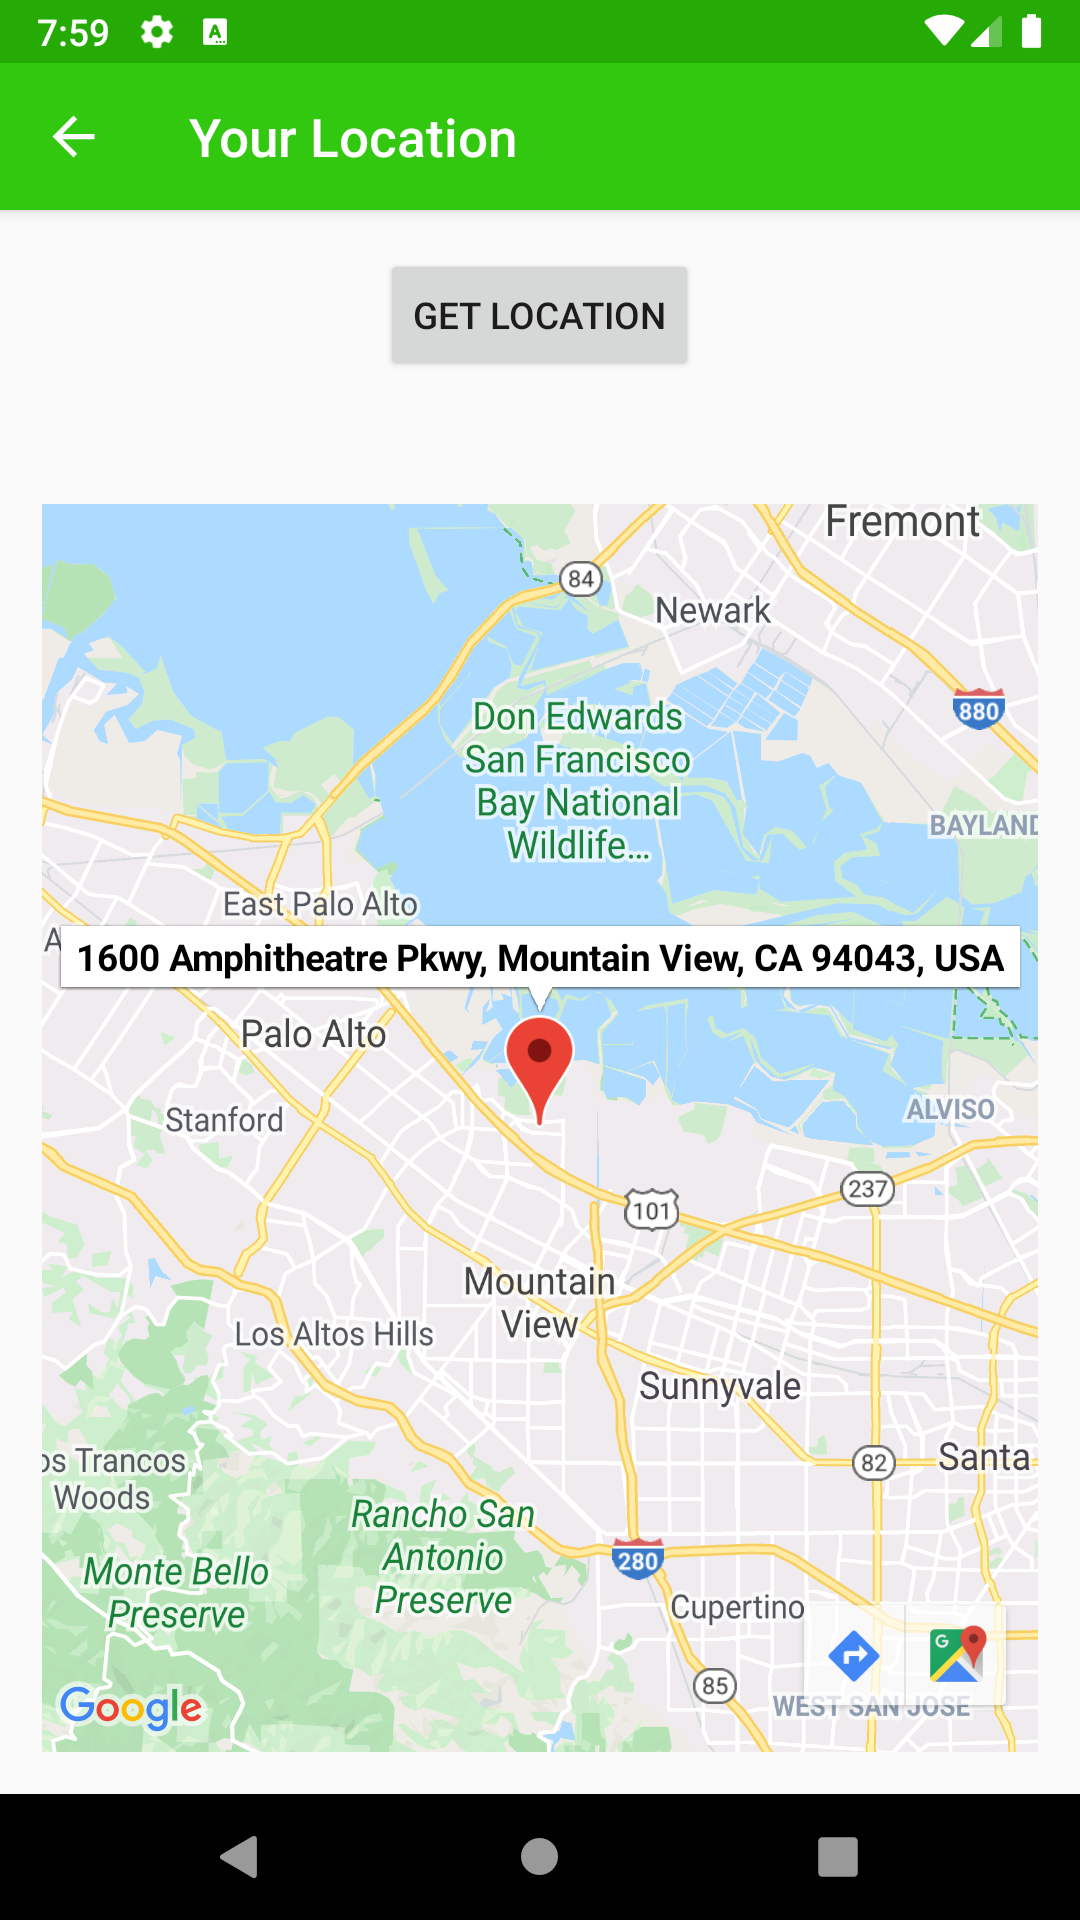 7:59
Your Location
GET LOCATION
Fremont
84
Newark
880
Don Edwards
San Francisco
Bay National
Wildlife...
BAYLAND
East Palo Alto
A
1600 Amphitheatre Pkwy, Mountain View, CA 94043, USA
Palo Alto
Stanford
ALVISO
237
101
Mountain
View
Los Altos Hills
Sunnyvale
os Trancos
Woods
82
Santa
Rancho San
Antonio
Preserve
280
Monte Bello
Preserve
Cupertino
G
85
Google
WEST SAN JOSE